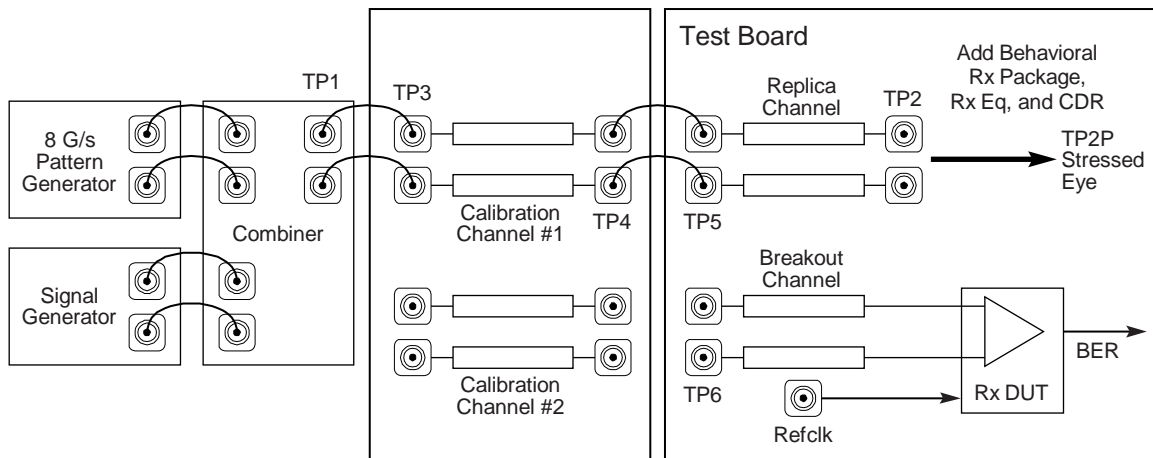 Test Board
Add Behavioral
Rx Package,
Rx Eq, and CDR
TP1
TP3
Replica
Channel
TP2
8 G/s
Pattern
Generator
TP2P
Stressed
Eye
Combiner
Calibration
Channel #1
TP4
TP5
Signal
Generator
Breakout
Channel
BER
Calibration
Channel #2
TP6
Rx DUT
Refclk